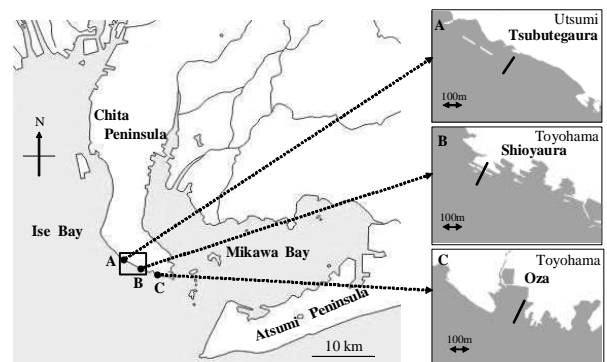 N
Chita
Peninsula
Ise Bay
A
B
C
Mikawa Bay
Atsumi Peninsula
10 km
A
Utsumi
Tsubutegaura
100m
B
Toyohama
Shioyaura
100m
C
Toyohama
Oza
100m